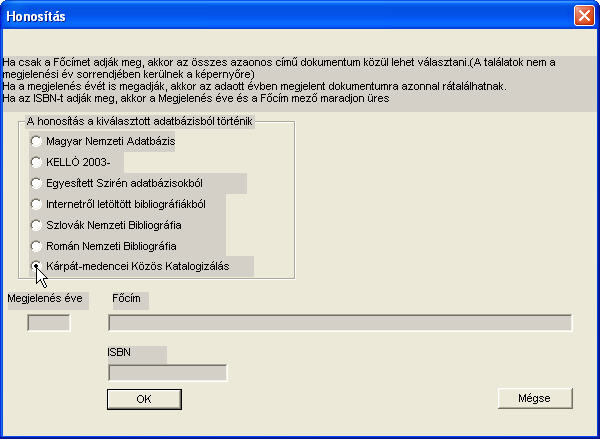 Honosítás
Ha csak a Főcímet adják meg, akkor az összes azaonos című dokumentum közül lehet választani.(A találatok nem a
megjelenési év sorrendjében kerülnek a képernyőre)
Ha a megjelenés évét is megadják, akkor az adaott évben megjelent dokumentumra azonnal rátalálhatnak.
Ha az ISBN-t adják meg, akkor a Megjelenés éve és a Főcím mező maradjon üres
A honosítás a kiválasztott adatbázisból történik
Magyar Nemzeti Adatbázis
KELLÓ 2003-
Egyesített Szirén adatbázisokból
Internetről letöltött bibliográfiákból
Szlovák Nemzeti Bibliográfia
Román Nemzeti Bibliográfia
Kárpát-medencei Közös Katalogizálás
Megjelenés éve Főcím
ISBN
OK Mégse